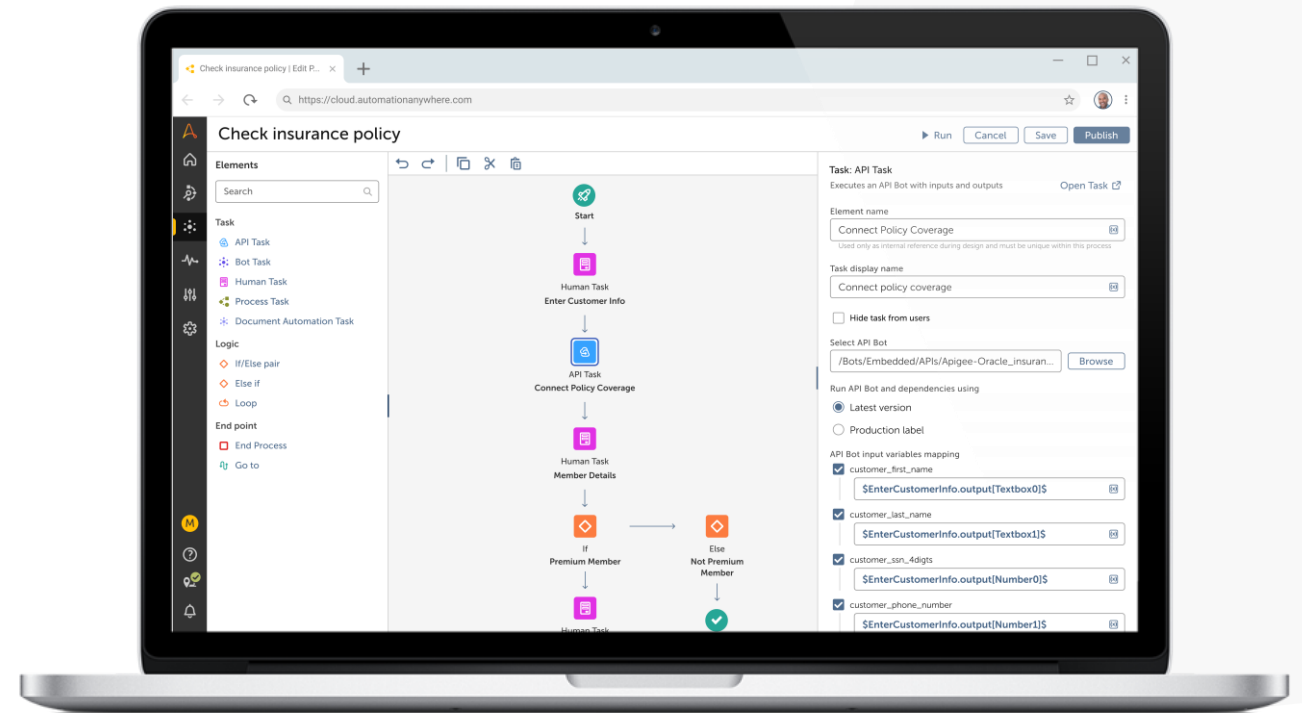 Check insurance policy | Edit P...
https://cloud.automationanywhere.com
Check insurance policy
Run
Cancel
Save
Publish
Elements
Search
Task
API Task
Bot Task
Human Task
Process Task
Document Automation Task
Logic
If/Else pair
Else if
Loop
End point
End Process
Go to
M
Start
Human Task
Enter Customer Info
API Task
Connect Policy Coverage
Human Task
Member Details
If
Premium Member
Else
Not Premium
Member
Human Task
Task: API Task
Executes an API Bot with inputs and outputs
Open Task
Element name
Connect Policy Coverage
Used only as internal reference during design and must be unique within this process
Task display name
Connect policy coverage
Hide task from users
Select API Bot
/Bots/Embedded/APIs/Apigee-Oracle_insuran...
Browse
Run API Bot and dependencies using
Latest version
Production label
API Bot input variables mapping
customer_first_name
$EnterCustomerInfo.output[Textbox0]$
customer_last_name
$EnterCustomerInfo.output[Textbox1]$
customer_ssn_4digts
$EnterCustomerInfo.output[Number0]$
customer_phone_number
$EnterCustomerInfo.output[Number1]$